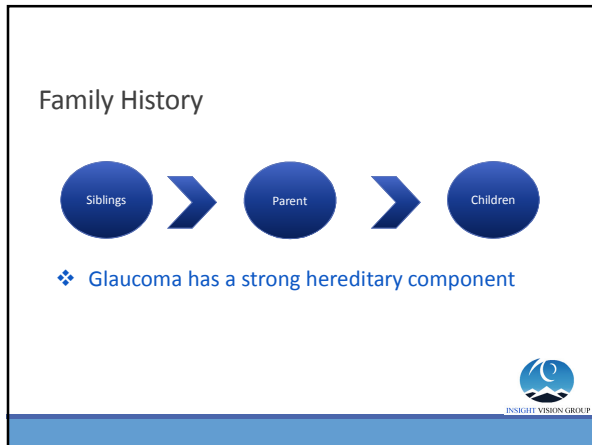 Family History
Siblings
Parent
Children
Glaucoma has a strong hereditary component
INSIGHT VISION GROUP